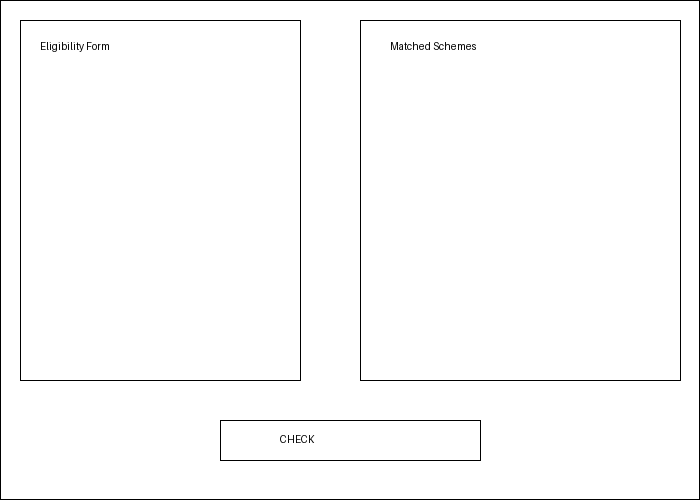 Eligibility Form
Matched Schemes
CHECK